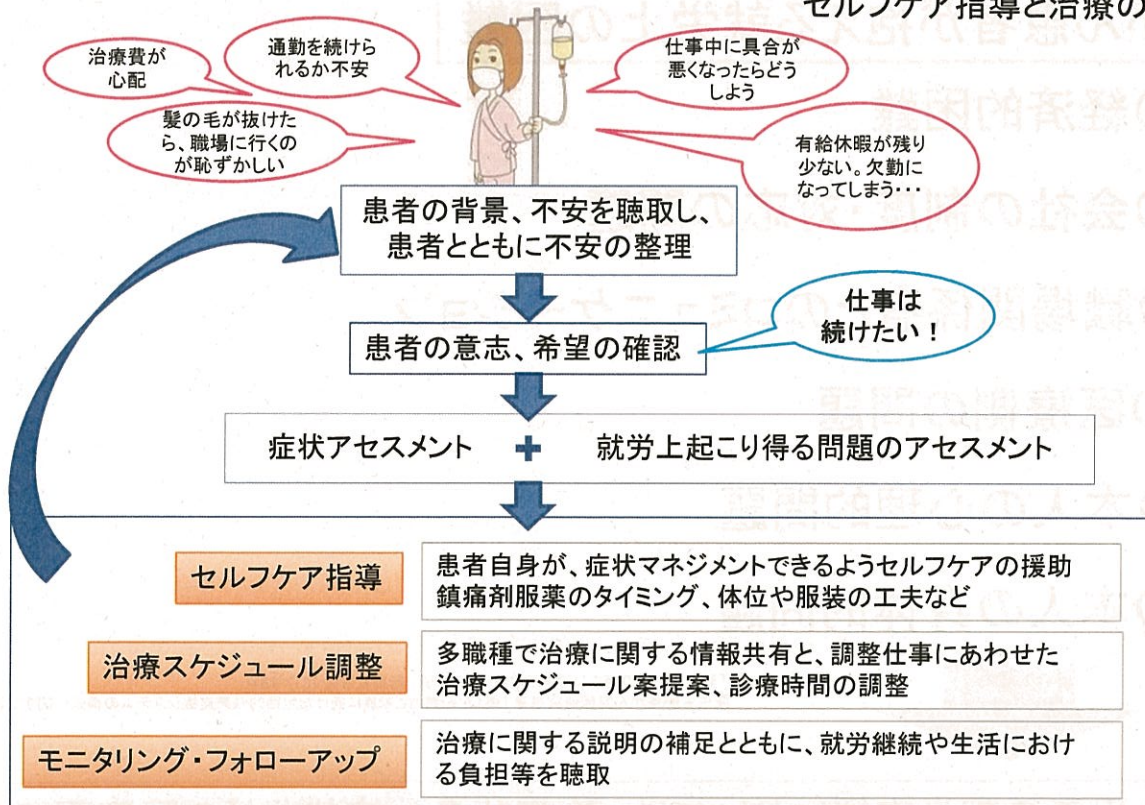 セルフケア指導と治療の
治療費が
心配
通勤を続けら
れるか不安
仕事中に具合が
悪くなったらどう
しよう
髪の毛が抜けた
ら、職場に行くの
が恥ずかしい
有給休暇が残り
少ない。欠勤に
なってしまう・・・
患者の背景、不安を聴取し、
患者とともに不安の整理
仕事は
続けたい！
患者の意志、希望の確認
症状アセスメント + 就労上起こり得る問題のアセスメント
セルフケア指導
患者自身が、症状マネジメントできるようセルフケアの援助
鎮痛剤服薬のタイミング、体位や服装の工夫など
治療スケジュール調整
多職種で治療に関する情報共有と、調整仕事にあわせた
治療スケジュール案提案、診療時間の調整
モニタリング・フォローアップ
治療に関する説明の補足とともに、就労継続や生活におけ
る負担等を聴取